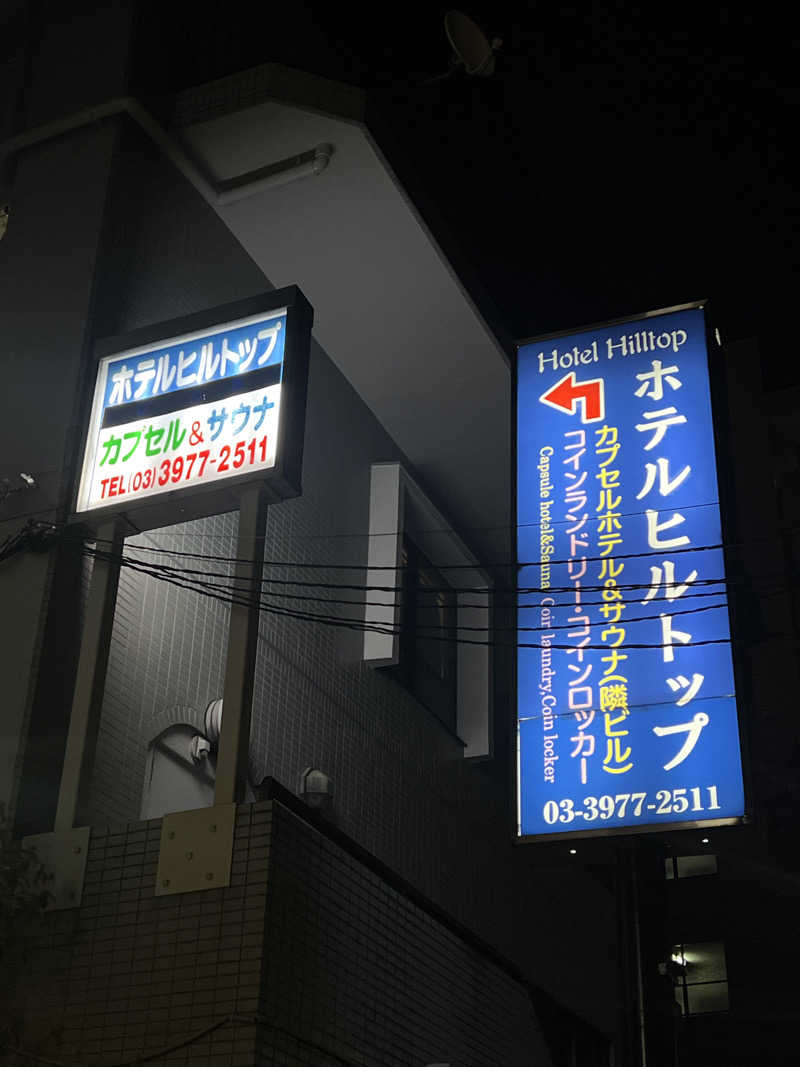 ホテルヒルトップ
カプセル&サウナ
TEL(03)3977-2511
Hotel Hilltop
ホテルヒルトップ
カプセルホテル&サウナ(隣ビル)
コインランドリー・コインロッカー
Capsule hotel&Sauna, Coin laundry,Coin locker
03-3977-2511